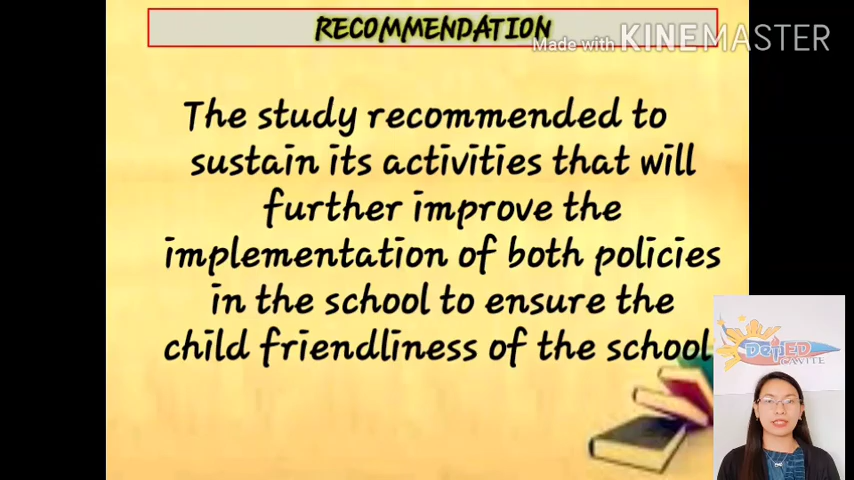 RECOMMENDATION
Made with KINEMASTER
The study recommended to
sustain its activities that will
further improve the
implementation of both policies
in the school to ensure the
child friendliness of the school
DepED
CAVITE